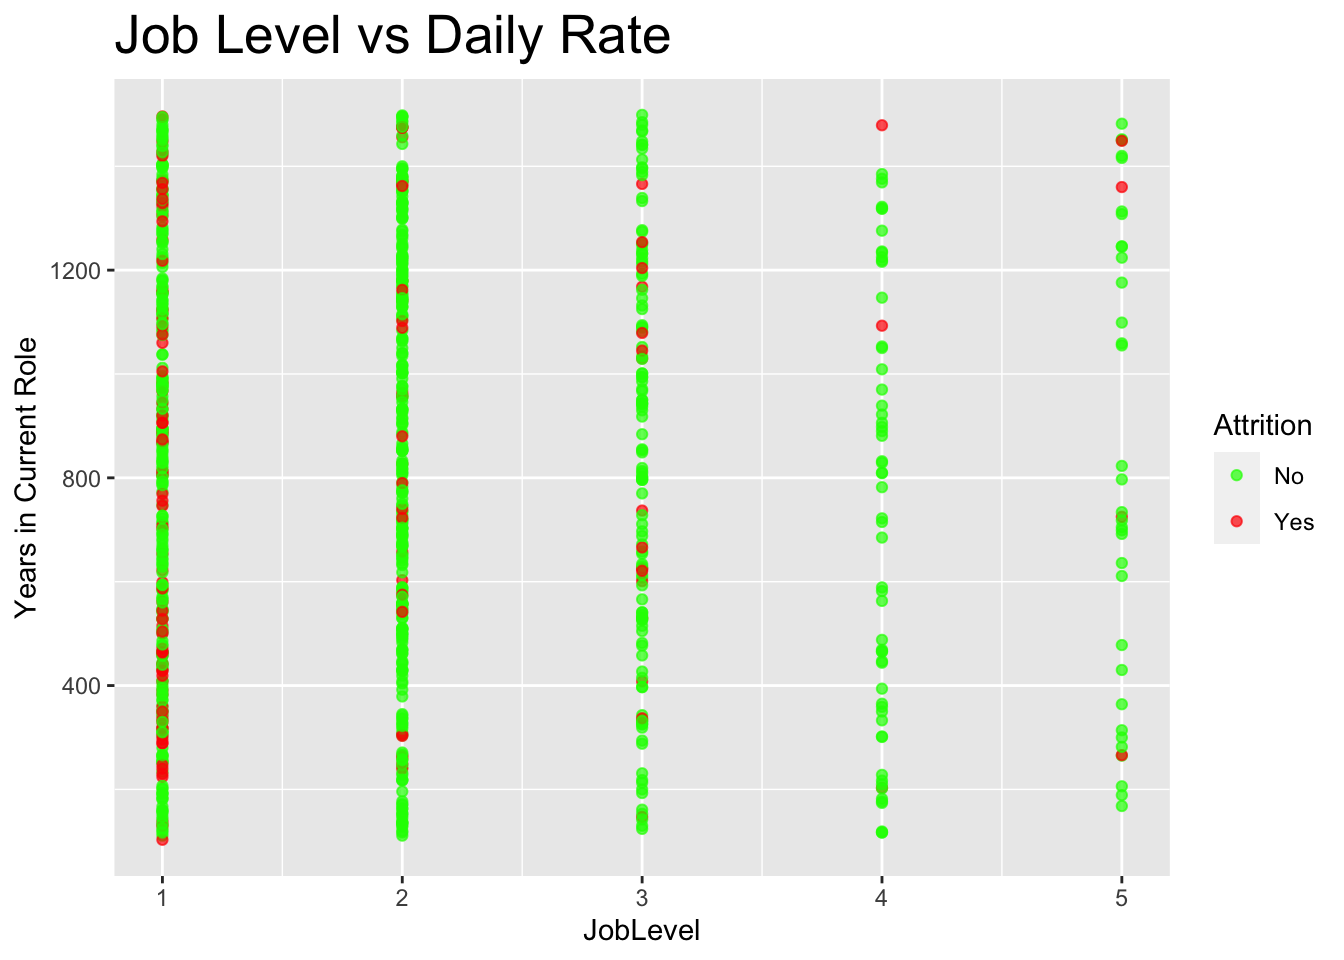 Job Level vs Daily Rate
Years in Current Role
1200
800
400
1
2
3
4
5
JobLevel
Attrition
No
Yes